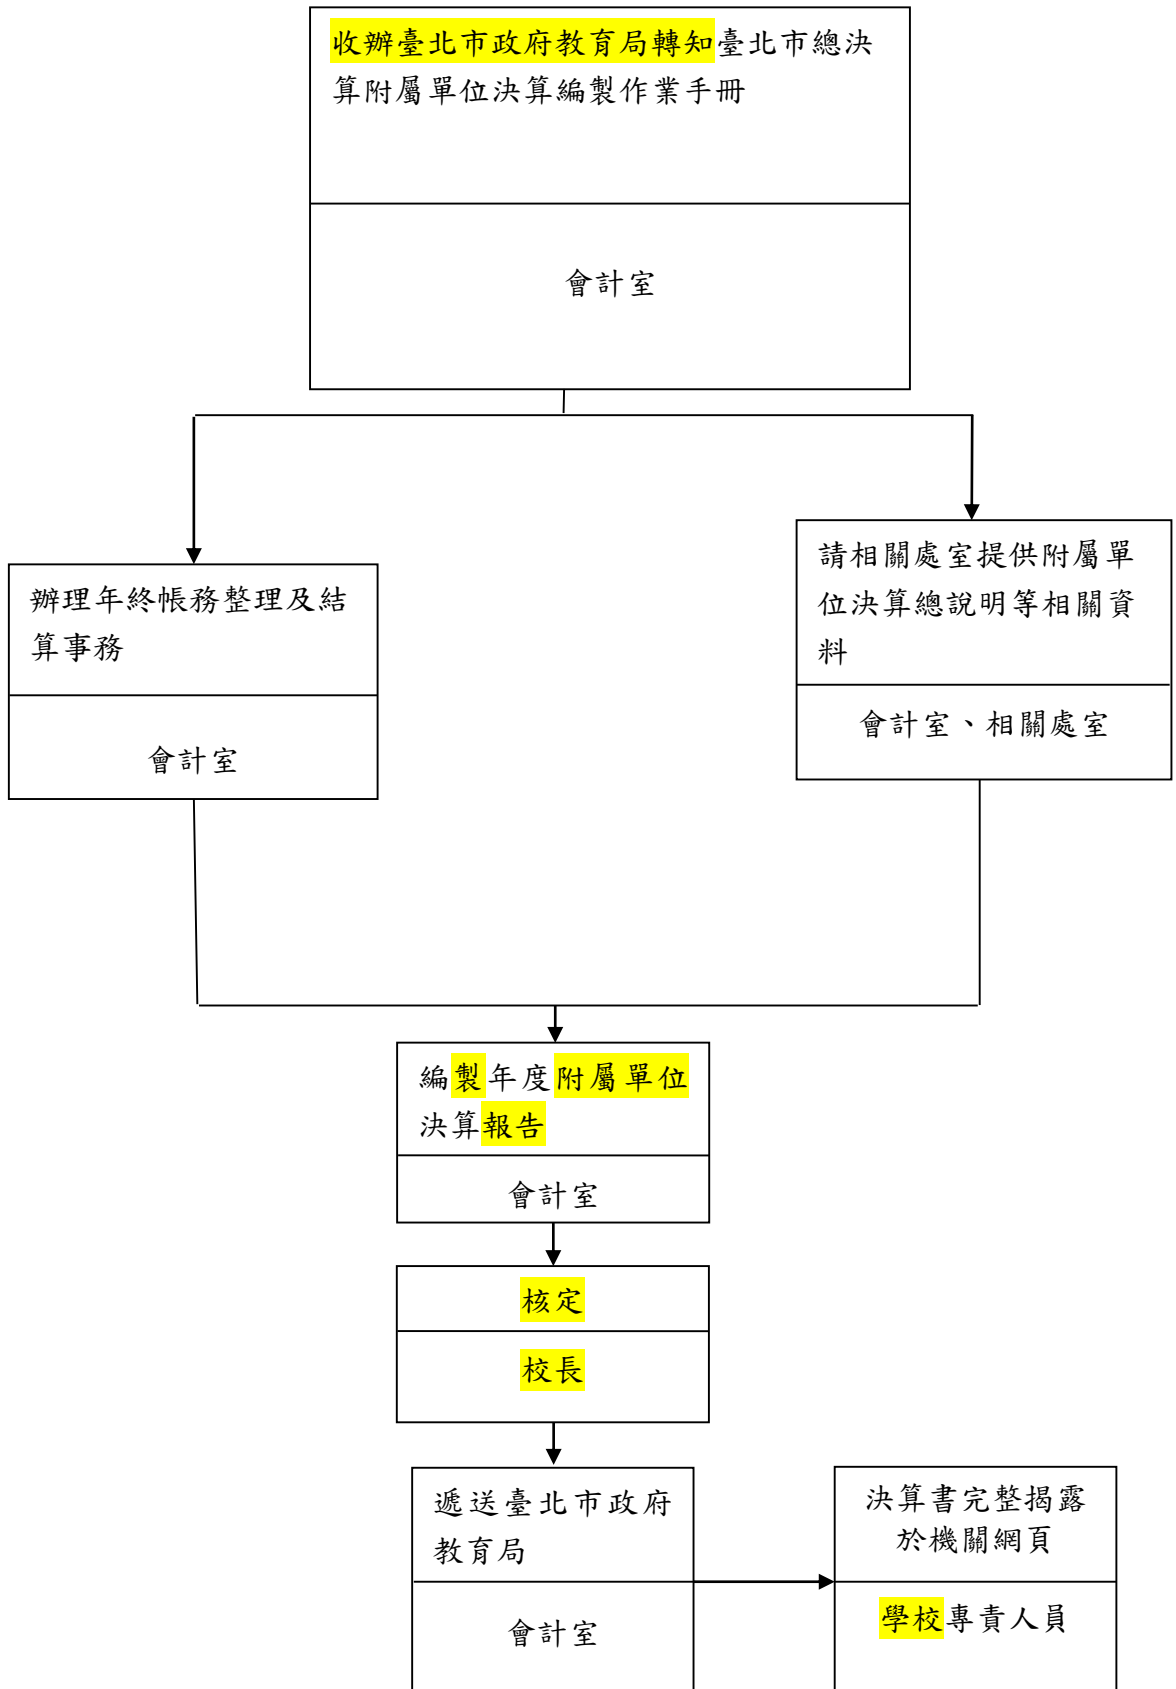 收辦臺北市政府教育局轉知臺北市總決
算附屬單位決算編製作業手冊
會計室
辦理年終帳務整理及結
算事務
會計室
請相關處室提供附屬單
位決算總說明等相關資
料
會計室、相關處室
編製年度附屬單位
決算報告
會計室
核定
校長
遞送臺北市政府
教育局
會計室
決算書完整揭露
於機關網頁
學校專責人員